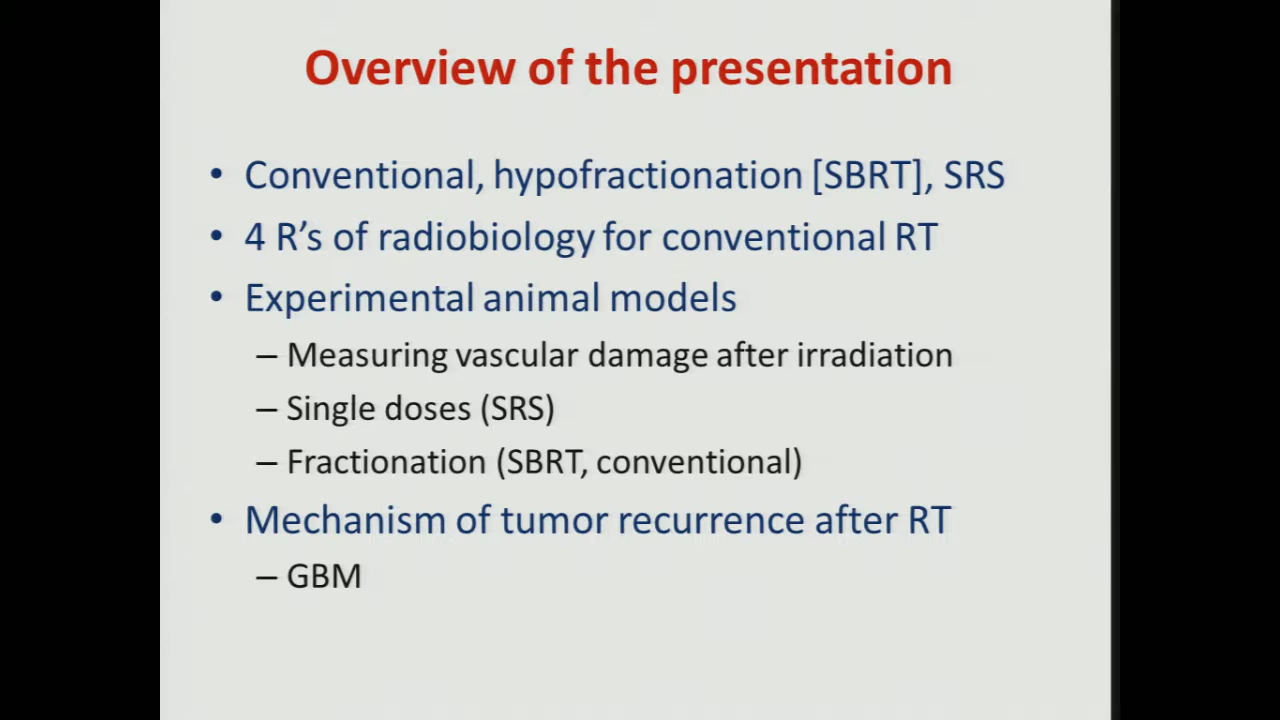 Overview of the presentation
• Conventional, hypofractionation [SBRT], SRS
• 4 R’s of radiobiology for conventional RT
• Experimental animal models
– Measuring vascular damage after irradiation
– Single doses (SRS)
– Fractionation (SBRT, conventional)
• Mechanism of tumor recurrence after RT
– GBM